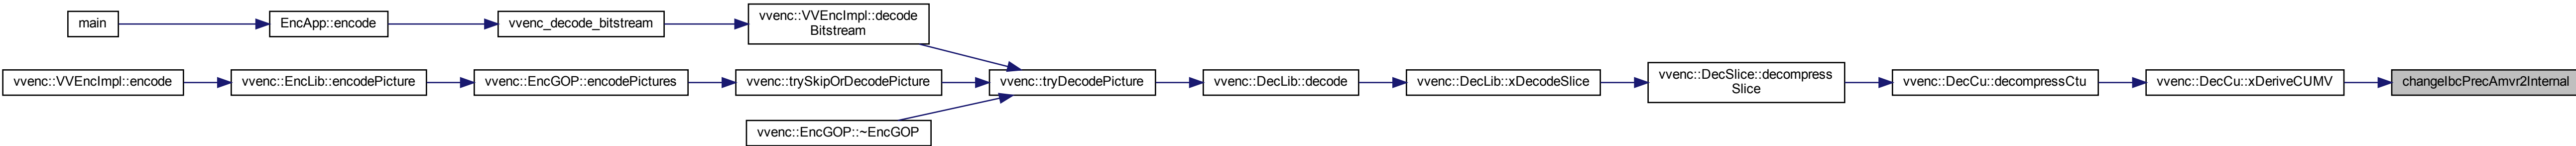 main
EncApp::encode
vvenc_decode_bitstream
vvenc::VVEncImpl::decode
Bitstream
vvenc::VVEncImpl::encode
vvenc::EncLib::encodePicture
vvenc::EncGOP::encodePictures
vvenc::trySkipOrDecodePicture
vvenc::tryDecodePicture
vvenc::DecLib::decode
vvenc::DecLib::xDecodeSlice
vvenc::DecSlice::decompress
Slice
vvenc::DecCu::decompressCtu
vvenc::DecCu::xDeriveCUMV
changeIbcPrecAmvr2Internal
vvenc::EncGOP::~EncGOP